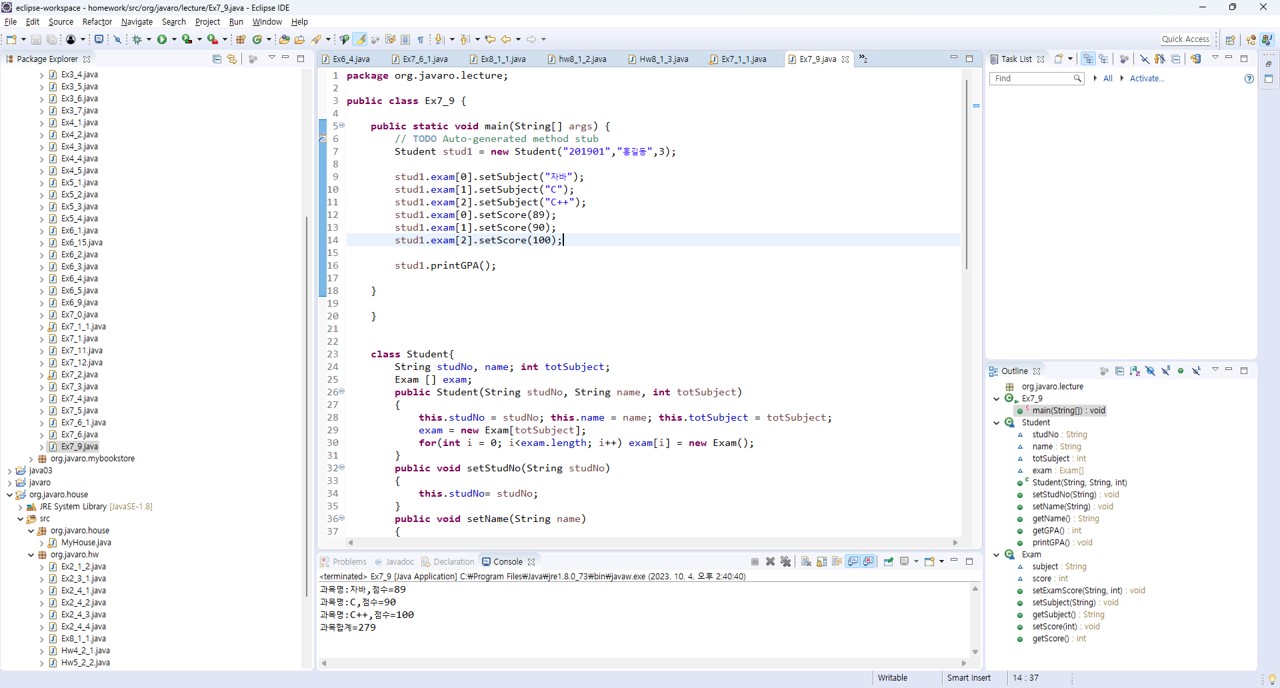 eclipse-workspace - homework/src/org/javaro/lecture/Ex7_9.java - Eclipse IDE
File Edit Source Refactor Navigate Search Project Run Window Help
Quick Access
Package Explorer
Ex3_4.java
Ex3_5.java
Ex3_6.java
Ex3_7.java
Ex4_1.java
Ex4_2.java
Ex4_3.java
Ex4_4.java
Ex4_5.java
Ex5_1.java
Ex5_2.java
Ex5_3.java
Ex5_4.java
Ex6_1.java
Ex6_15.java
Ex6_2.java
Ex6_3.java
Ex6_4.java
Ex6_5.java
Ex6_9.java
Ex7_0.java
Ex7_1_1.java
Ex7_1.java
Ex7_11.java
Ex7_12.java
Ex7_2.java
Ex7_3.java
Ex7_4.java
Ex7_5.java
Ex7_6_1.java
Ex7_6.java
Ex7_9.java
org.javaro.mybookstore
java03
javaro
org.javaro.house
JRE System Library [JavaSE-1.8]
src
org.javaro.house
MyHouse.java
org.javaro.hw
Ex2_1_2.java
Ex2_3_1.java
Ex2_4_1.java
Ex2_4_2.java
Ex2_4_3.java
Ex2_4_4.java
Ex8_1_1.java
Hw4_2_1.java
Hw5_2_2.java
Ex6_4.java Ex7_6_1.java Ex8_1_1.java hw8_1_2.java Hw8_1_3.java Ex7_1_1.java Ex7_9.java
1 package org.javaro.lecture;
2
3 public class Ex7_9 {
4
5 public static void main(String[] args) {
6 // TODO Auto-generated method stub
7 Student stud1 = new Student("201901","홍길동",3);
8
9 stud1.exam[0].setSubject("자바");
10 stud1.exam[1].setSubject("C");
11 stud1.exam[2].setSubject("C++");
12 stud1.exam[0].setScore(89);
13 stud1.exam[1].setScore(90);
14 stud1.exam[2].setScore(100);
15
16 stud1.printGPA();
17
18 }
19
20 }
21
22
23 class Student{
24 String studNo, name; int totSubject;
25 Exam [] exam;
26 public Student(String studNo, String name, int totSubject)
27 {
28 this.studNo = studNo; this.name = name; this.totSubject = totSubject;
29 exam = new Exam[totSubject];
30 for(int i = 0; i<exam.length; i++) exam[i] = new Exam();
31 }
32 public void setStudNo(String studNo)
33 {
34 this.studNo= studNo;
35 }
36 public void setName(String name)
37 {
Problems Javadoc Declaration Console
<terminated> Ex7_9 [Java Application] C:₩Program Files₩Java₩jre1.8.0_73₩bin₩javaw.exe (2023. 10. 4. 오후 2:40:40)
과목명:자바,점수=89
과목명:C,점수=90
과목명:C++,점수=100
과목합계=279
Task List
Find All Activate...
Outline
org.javaro.lecture
Ex7_9
main(String[]) : void
Student
studNo : String
name : String
totSubject : int
exam : Exam[]
Student(String, String, int)
setStudNo(String) : void
setName(String) : void
getName() : String
getGPA() : int
printGPA() : void
Exam
subject : String
score : int
setExamScore(String, int) : void
setSubject(String) : void
getSubject() : String
setScore(int) : void
getScore() : int
Writable Smart Insert 14 : 37